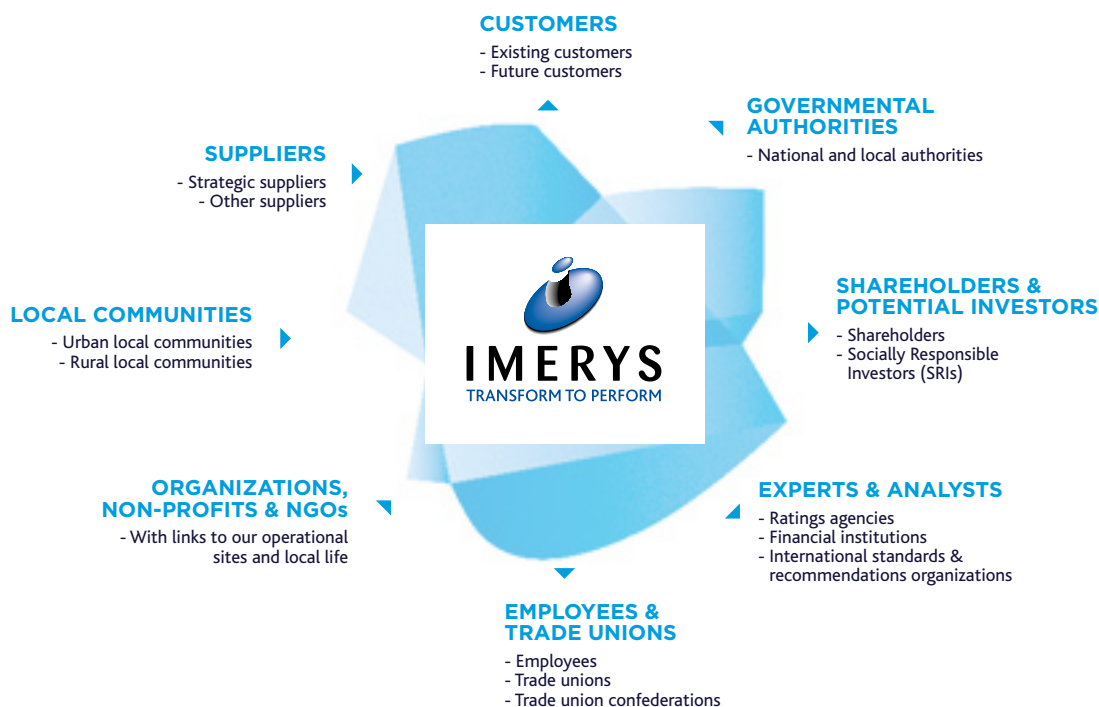 CUSTOMERS
- Existing customers
- Future customers
GOVERNMENTAL
AUTHORITIES
- National and local authorities
SUPPLIERS
- Strategic suppliers
- Other suppliers
SHAREHOLDERS &
POTENTIAL INVESTORS
- Shareholders
- Socially Responsible
Investors (SRIs)
LOCAL COMMUNITIES
- Urban local communities
- Rural local communities
IMERYS
TRANSFORM TO PERFORM
ORGANIZATIONS,
NON-PROFITS & NGOs
- With links to our operational
sites and local life
EXPERTS & ANALYSTS
- Ratings agencies
- Financial institutions
- International standards &
recommendations organizations
EMPLOYEES &
TRADE UNIONS
- Employees
- Trade unions
- Trade union confederations